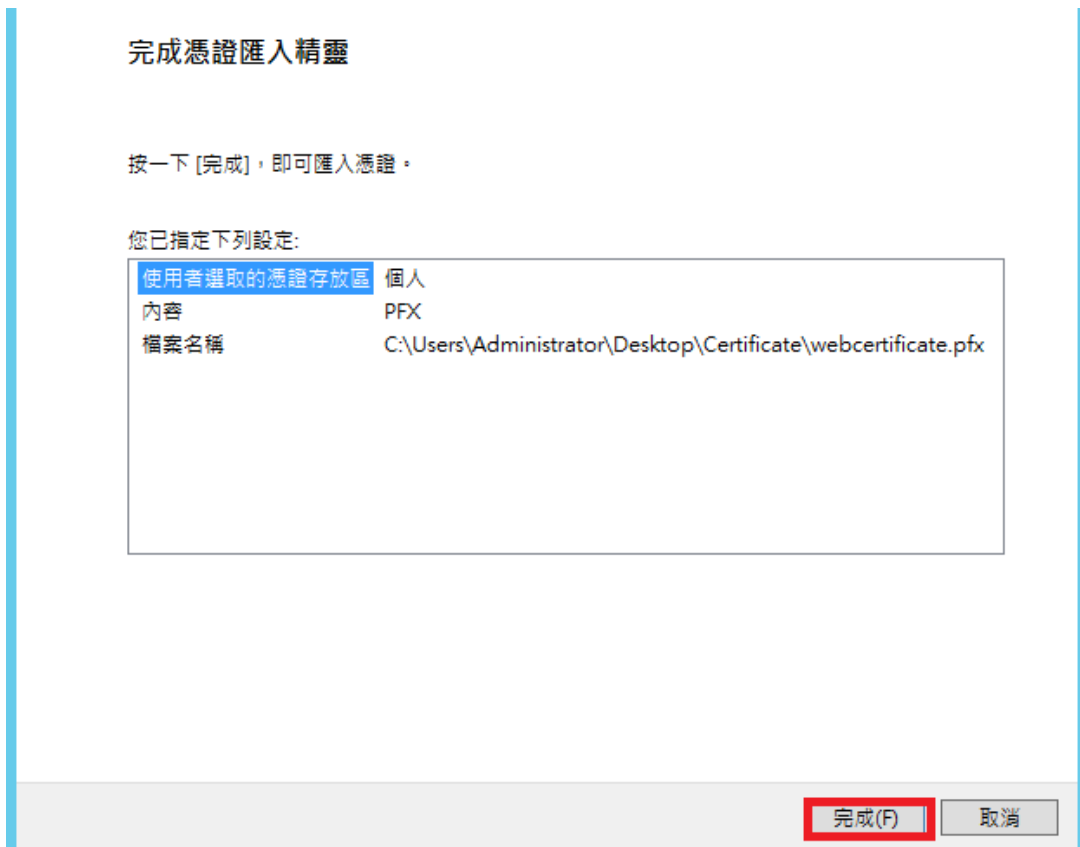 完成憑證匯入精靈
按一下 [完成]，即可匯入憑證。
您已指定下列設定:
使用者選取的憑證存放區 個人
內容 PFX
檔案名稱 C:\Users\Administrator\Desktop\Certificate\webcertificate.pfx
完成(F) 取消